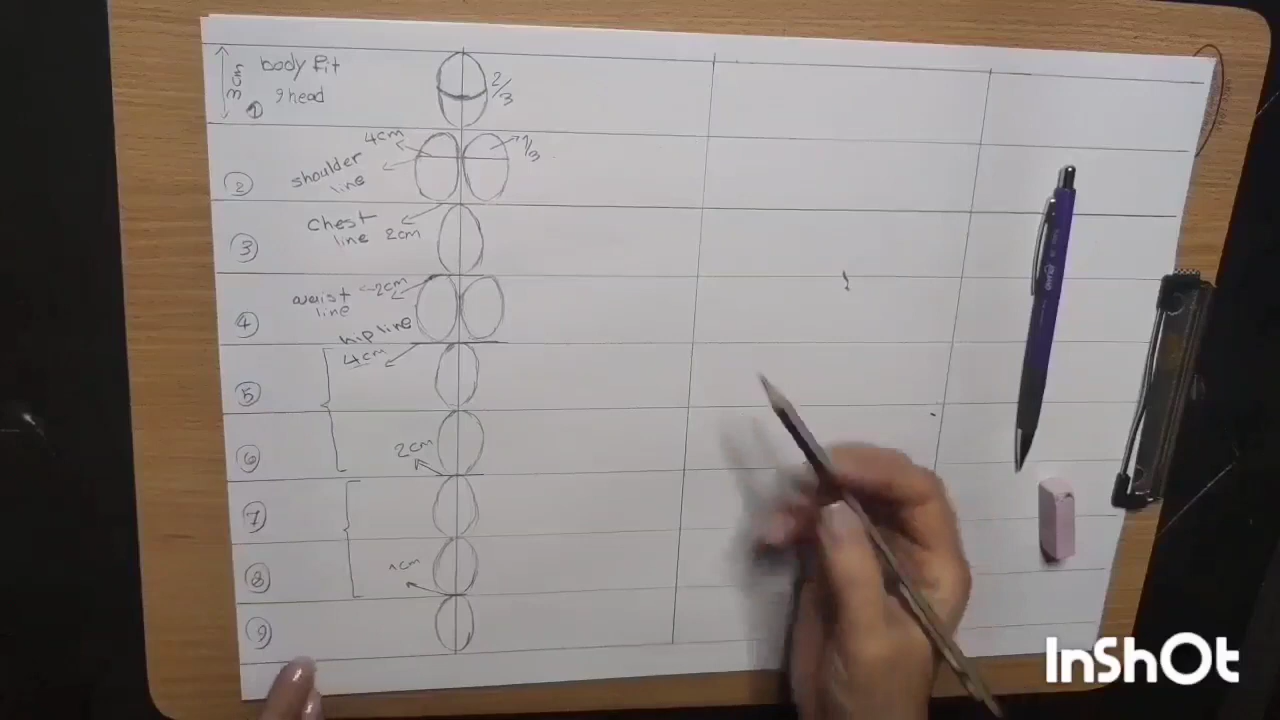 3cm
body fit
9 head
①
2/3
4cm
1/3
shoulder
line
②
chest
line 2cm
③
2cm
waist
line
④
hip line
4cm
⑤
2cm
⑥
⑦
1cm
⑧
⑨
InShOt